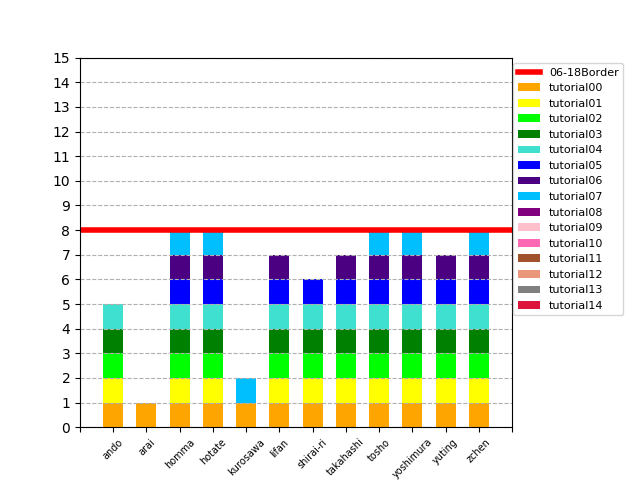 15
14
13
12
11
10
9
8
7
6
5
4
3
2
1
0
ando
arai
homma
hotate
kurosawa
lifan
shirai-ri
takahashi
tosho
yoshimura
yuting
zchen
06-18Border
tutorial00
tutorial01
tutorial02
tutorial03
tutorial04
tutorial05
tutorial06
tutorial07
tutorial08
tutorial09
tutorial10
tutorial11
tutorial12
tutorial13
tutorial14